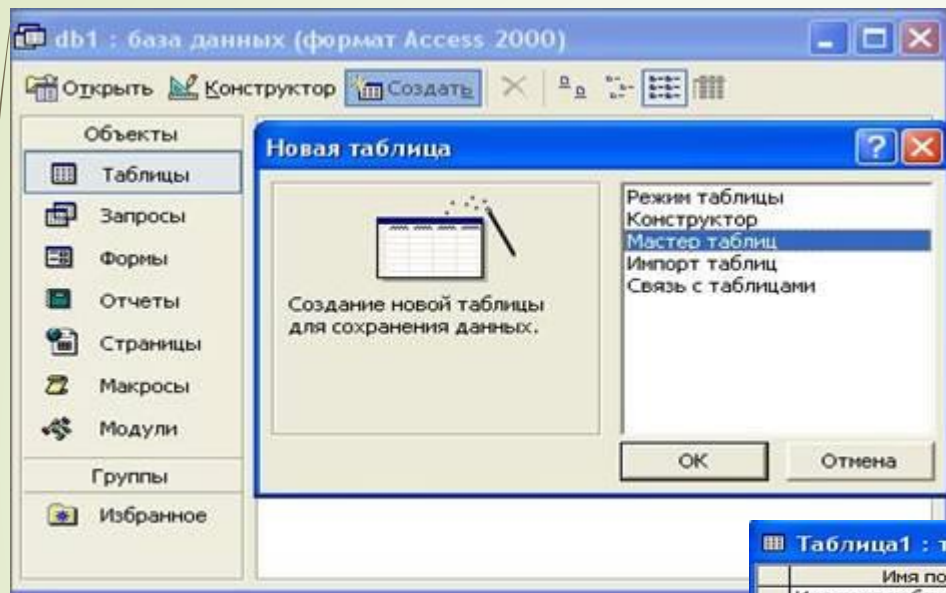 db1 : база данных (формат Access 2000)
Открыть Конструктор Создать
Объекты
Таблицы
Запросы
Формы
Отчеты
Страницы
Макросы
Модули
Группы
Избранное
Новая таблица
Создание новой таблицы
для сохранения данных.
Режим таблицы
Конструктор
Мастер таблиц
Импорт таблиц
Связь с таблицами
ОК
Отмена
Таблица1 : т
Имя по